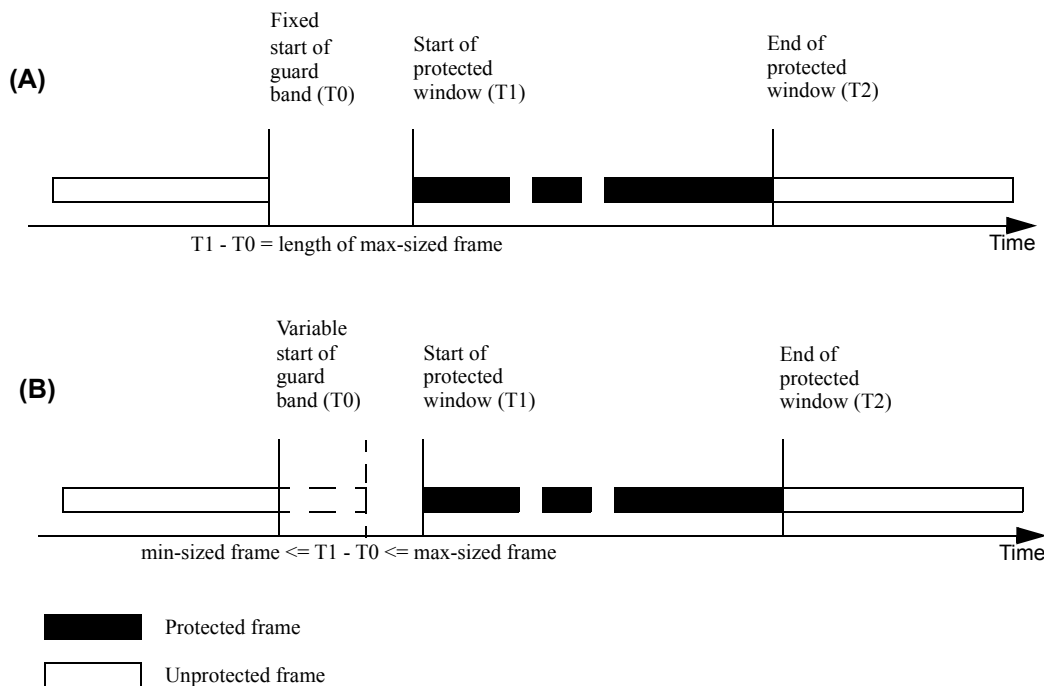 Fixed
start of
guard
band (T0)
Start of
protected
window (T1)
End of
protected
window (T2)
(A)
T1 - T0 = length of max-sized frame
Time
Variable
start of
guard
band (T0)
Start of
protected
window (T1)
End of
protected
window (T2)
(B)
min-sized frame <= T1 - T0 <= max-sized frame
Time
Protected frame
Unprotected frame